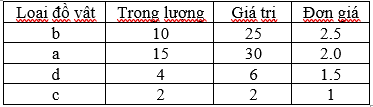 Loại đồ vật Trọng lượng Giá trị Đơn giá
b 10 25 2.5
a 15 30 2.0
d 4 6 1.5
c 2 2 1